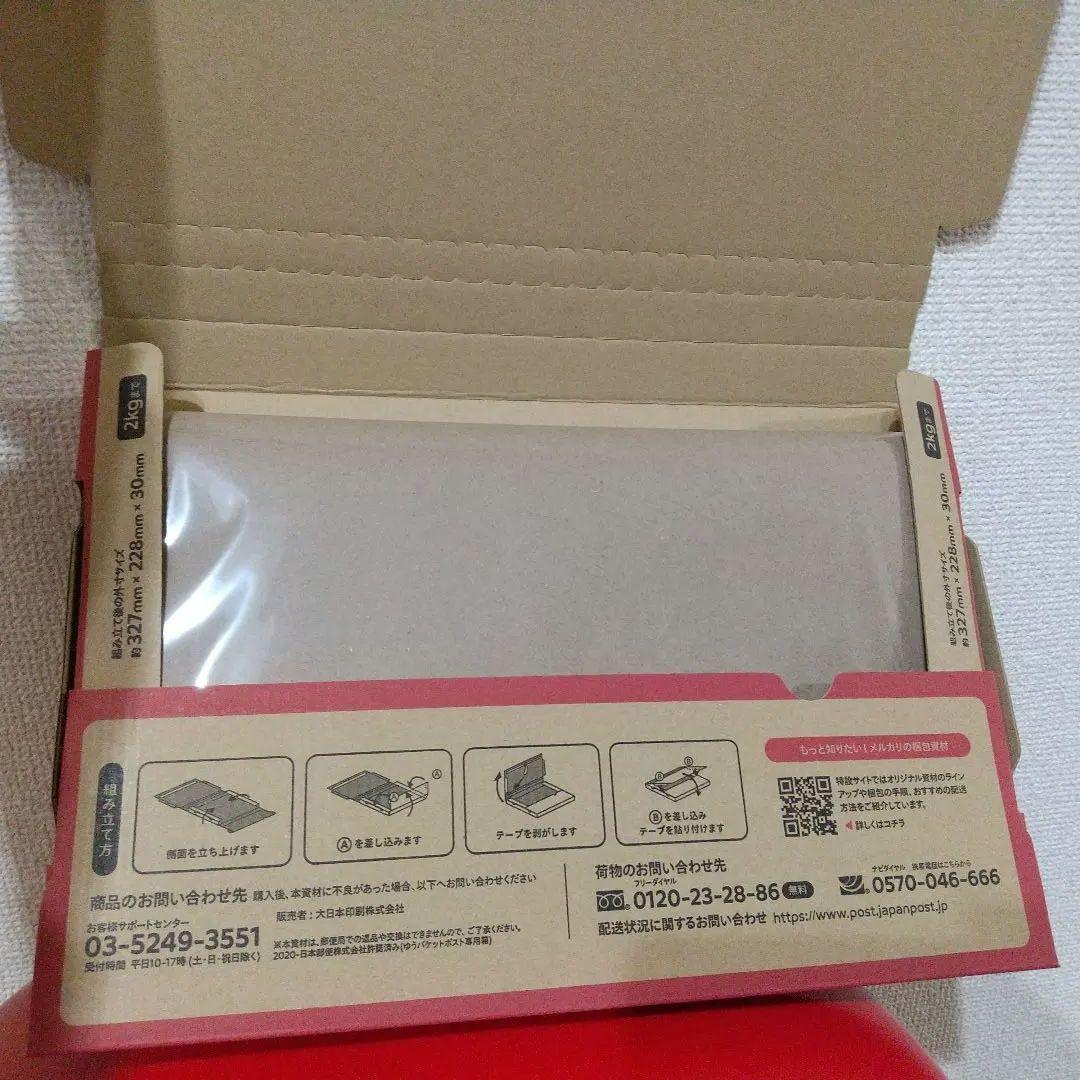 2kgまで
組み立て後の外寸サイズ
約327mm×228mm×30mm
2kgまで
組み立て後の外寸サイズ
約327mm×228mm×30mm
組み立て方
側面を立ち上げます
A
A
Ⓐを差し込みます
テープを剥がします
B
B
Ⓑを差し込み
テープを貼り付けます
もっと知りたい！メルカリの梱包資材
特設サイトではオリジナル資材のライン
アップや梱包の手順、おすすめの配送
方法をご紹介しています。
◀詳しくはコチラ
商品のお問い合わせ先 購入後、本資材に不良があった場合、以下へお問い合わせください
お客様サポートセンター
03-5249-3551
受付時間 平日10-17時(土・日・祝日除く)
販売者：大日本印刷株式会社
※本資材は、郵便局での返品や交換はできませんので、ご了承ください。
2020-日本郵便株式会社許諾済み(ゆうパケットポスト専用箱)
荷物のお問い合わせ先
フリーダイヤル
0120-23-28-86 無料
ナビダイヤル 携帯電話はこちらから
0570-046-666
配送状況に関するお問い合わせ https://www.post.japanpost.jp